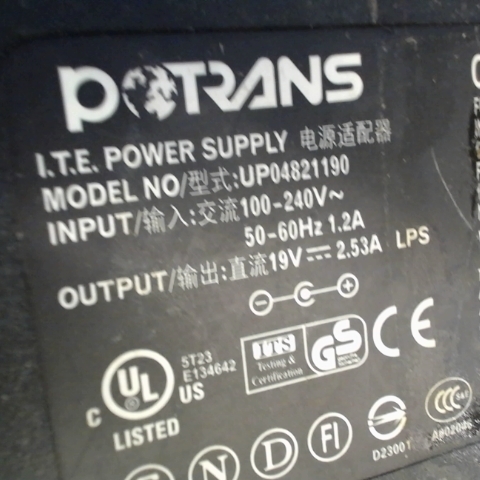 POTRANS
I.T.E. POWER SUPPLY 电源适配器
MODEL NO/型式:UP04821190
INPUT/输入:交流100-240V~
50-60Hz 1.2A
OUTPUT/输出:直流19V⎓2.53A LPS
5T23
E134642
C UL US
LISTED
ITS
Testing &
Certification
GS
CE
N D FI
D23001
CCC S&E
A802046